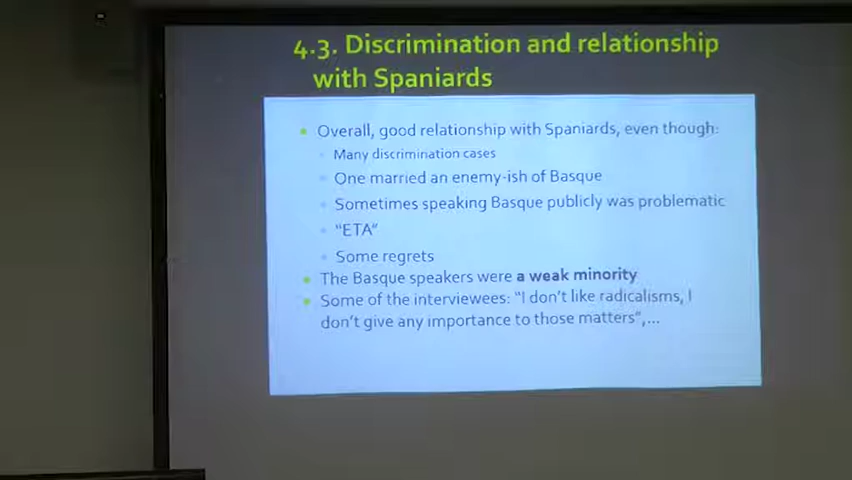 4.3. Discrimination and relationship
with Spaniards
Overall, good relationship with Spaniards, even though:
Many discrimination cases
One married an enemy-ish of Basque
Sometimes speaking Basque publicly was problematic
"ETA"
Some regrets
The Basque speakers were a weak minority
Some of the interviewees: "I don't like radicalisms, I
don't give any importance to those matters",...